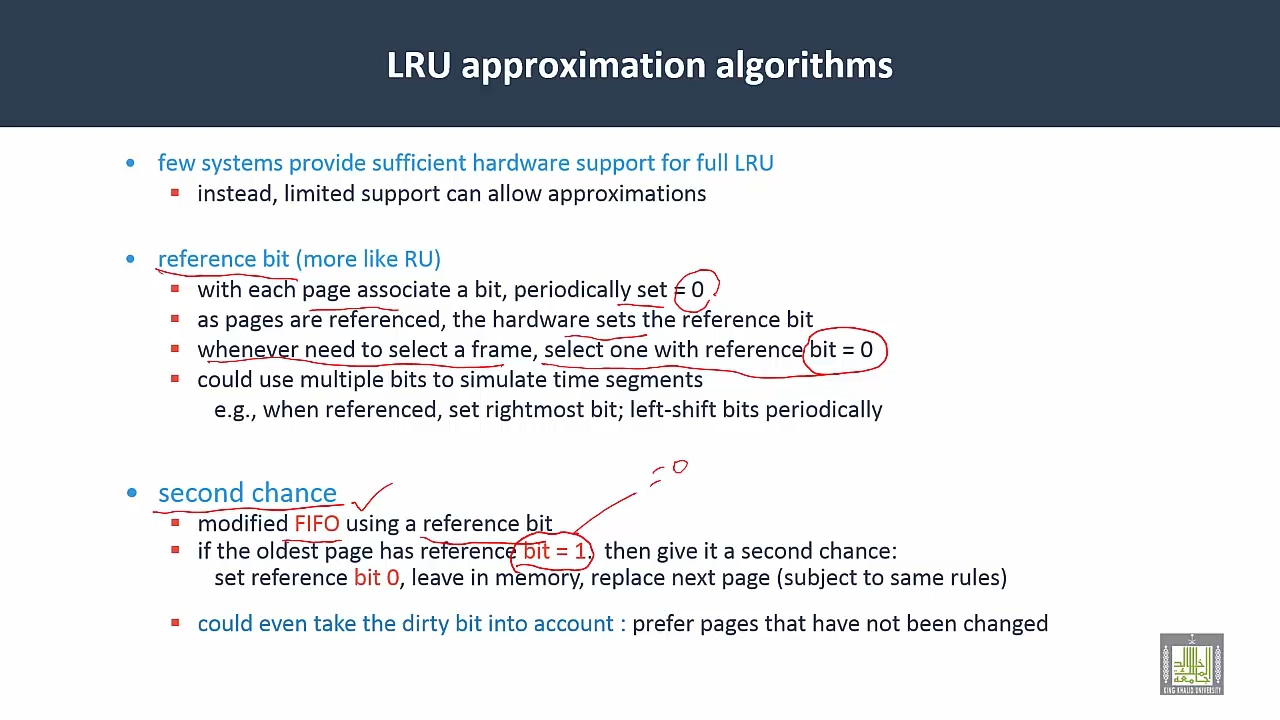 LRU approximation algorithms
• few systems provide sufficient hardware support for full LRU
▪ instead, limited support can allow approximations
• reference bit (more like RU)
▪ with each page associate a bit, periodically set = 0
▪ as pages are referenced, the hardware sets the reference bit
▪ whenever need to select a frame, select one with reference bit = 0
▪ could use multiple bits to simulate time segments
e.g., when referenced, set rightmost bit; left-shift bits periodically
= 0
• second chance
▪ modified FIFO using a reference bit
▪ if the oldest page has reference bit = 1, then give it a second chance:
set reference bit 0, leave in memory, replace next page (subject to same rules)
▪ could even take the dirty bit into account : prefer pages that have not been changed
KING KHALID UNIVERSITY